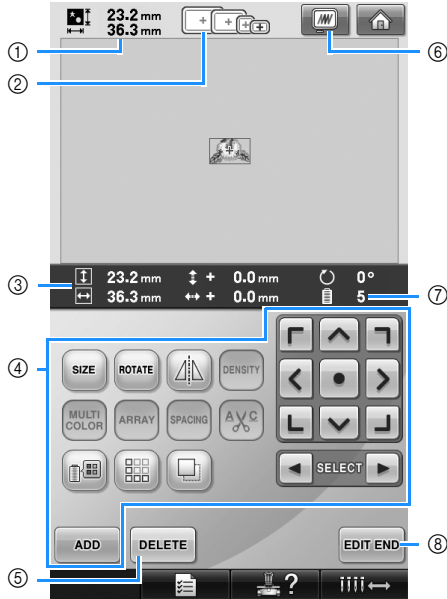 23.2 mm
36.3 mm
① ⑥
②
③ 23.2 mm + 0.0 mm 0°
36.3 mm + 0.0 mm 5 ⑦
④ SIZE ROTATE DENSITY
MULTI COLOR ARRAY SPACING A C
SELECT
ADD DELETE EDIT END ⑧
⑤
?